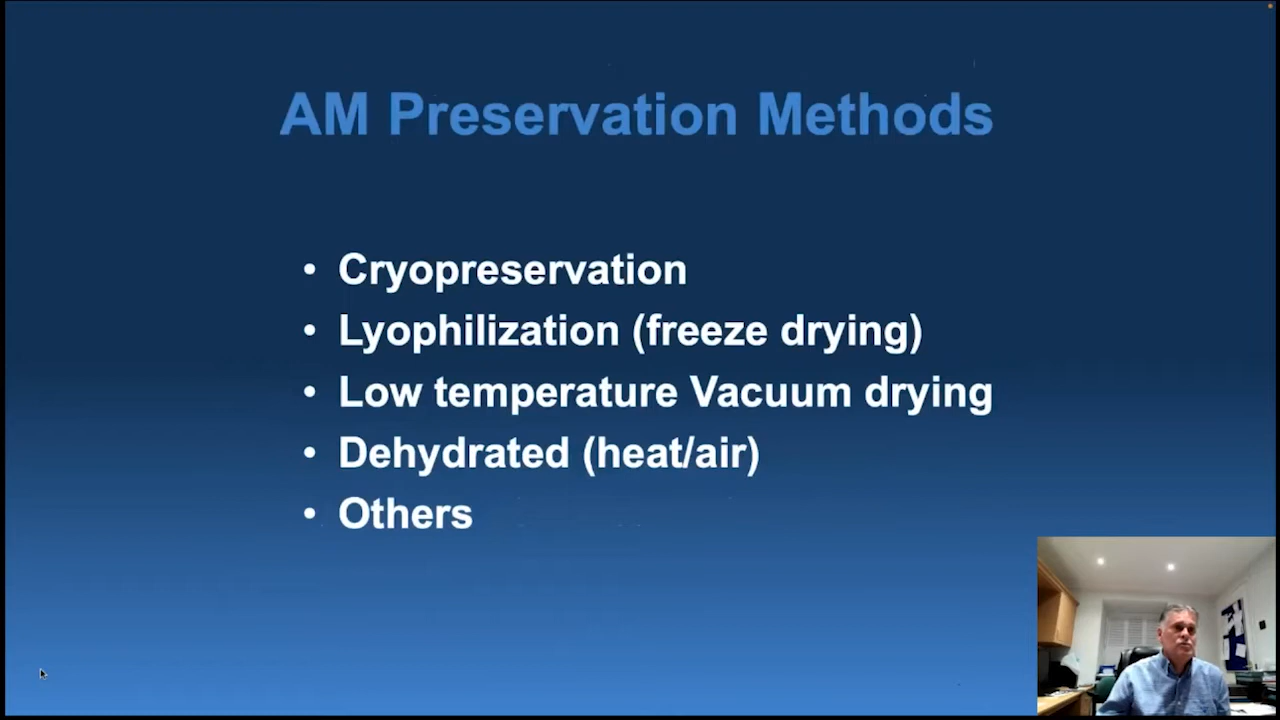 AM Preservation Methods
• Cryopreservation
• Lyophilization (freeze drying)
• Low temperature Vacuum drying
• Dehydrated (heat/air)
• Others